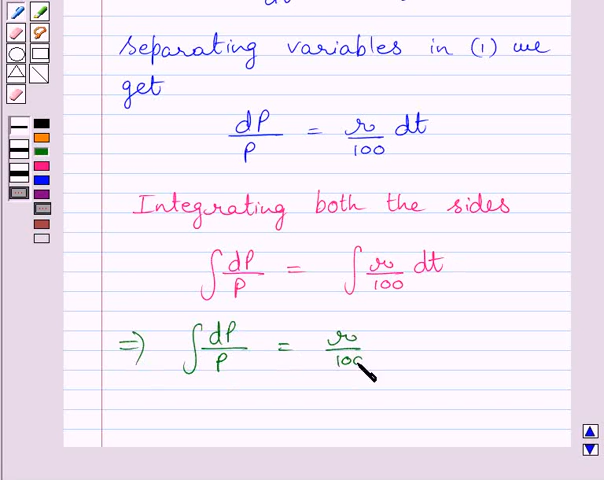 Separating variables in (1) we
get
dP/P = r/100 dt
Integrating both the sides
∫ dP/P = ∫ r/100 dt
⇒ ∫ dP/P = r/100